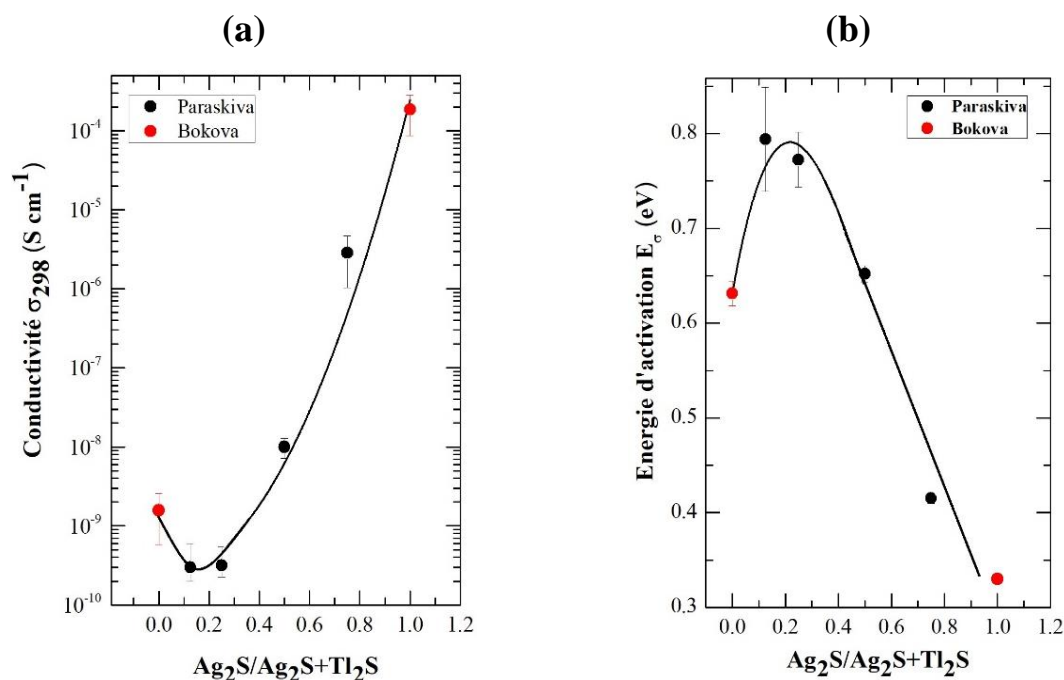 (a)
Conductivité σ298 (S cm-1)
Paraskiva
Bokova
10-4
10-5
10-6
10-7
10-8
10-9
10-10
0.0 0.2 0.4 0.6 0.8 1.0 1.2
Ag2S/Ag2S+Tl2S
(b)
Energie d'activation Eσ (eV)
Paraskiva
Bokova
0.8
0.7
0.6
0.5
0.4
0.3
0.0 0.2 0.4 0.6 0.8 1.0 1.2
Ag2S/Ag2S+Tl2S